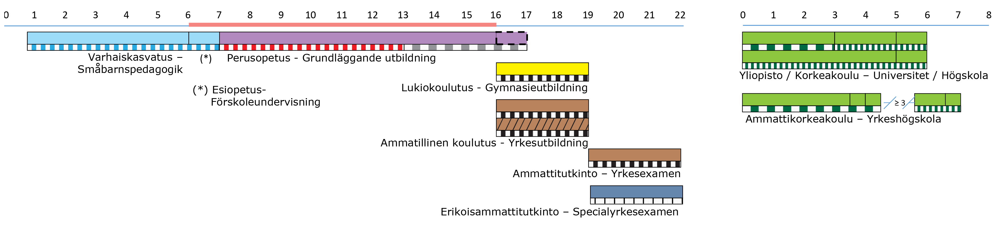 0 1 2 3 4 5 6 7 8 9 10 11 12 13 14 15 16 17 18 19 20 21 22
0 1 2 3 4 5 6 7 8
Varhaiskasvatus –
Småbarnspedagogik
(*)
Perusopetus - Grundläggande utbildning
(*) Esiopetus-
Förskoleundervisning
Lukiokoulutus - Gymnasieutbildning
Ammatillinen koulutus - Yrkesutbildning
Ammattitutkinto – Yrkesexamen
Erikoisammattitutkinto – Specialyrkesexamen
Yliopisto / Korkeakoulu – Universitet / Högskola
≥ 3
Ammattikorkeakoulu – Yrkeshögskola